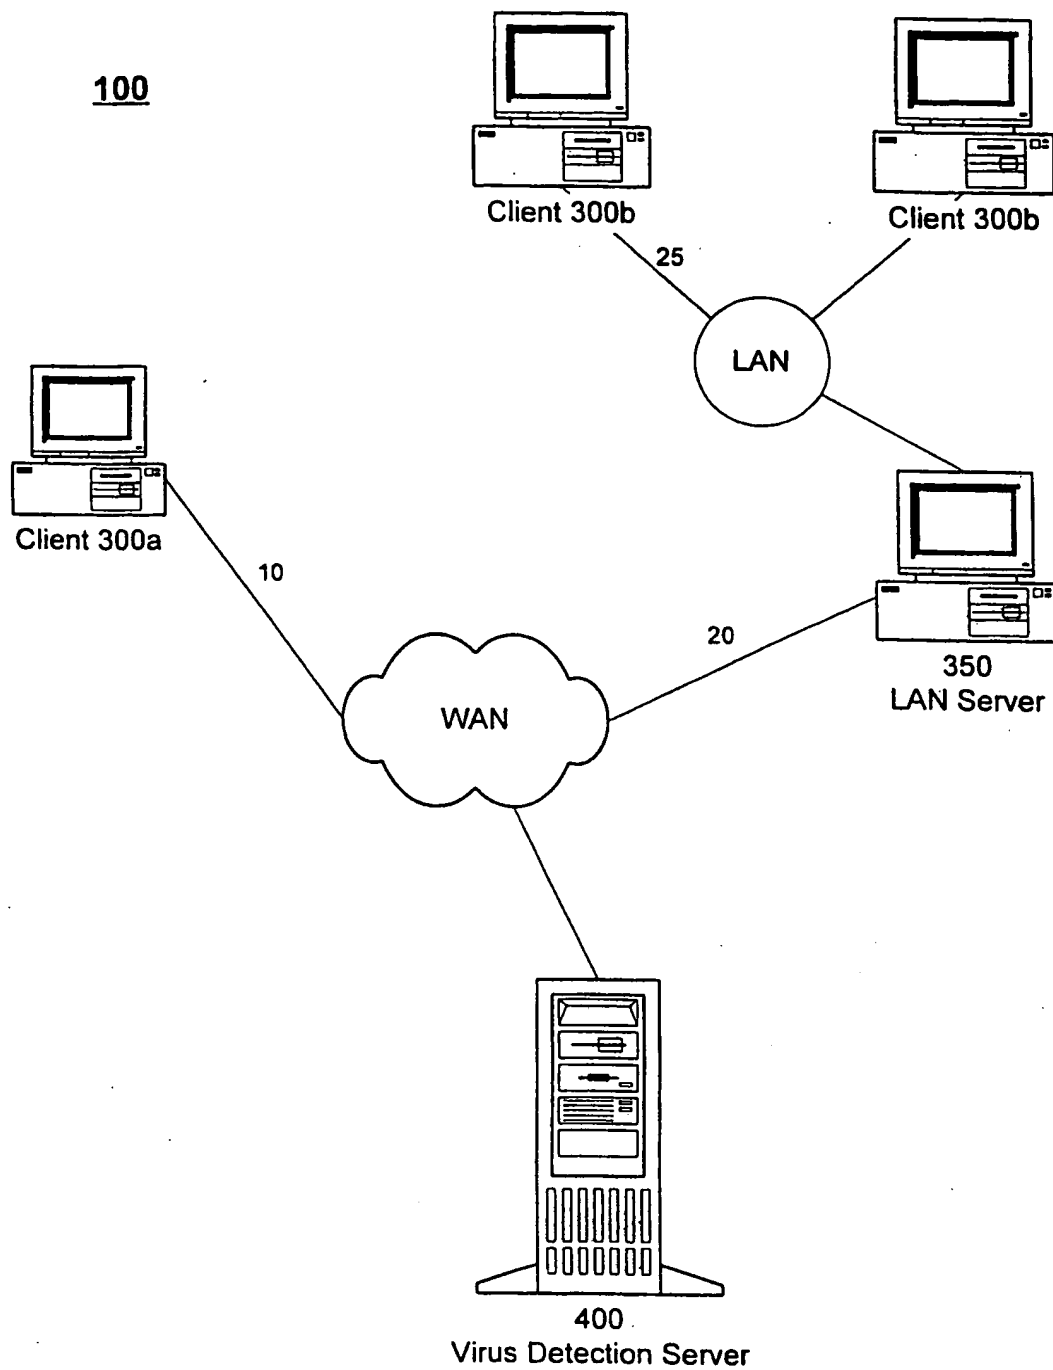 100
Client 300b
Client 300b
25
LAN
Client 300a
10
20
350
LAN Server
WAN
400
Virus Detection Server